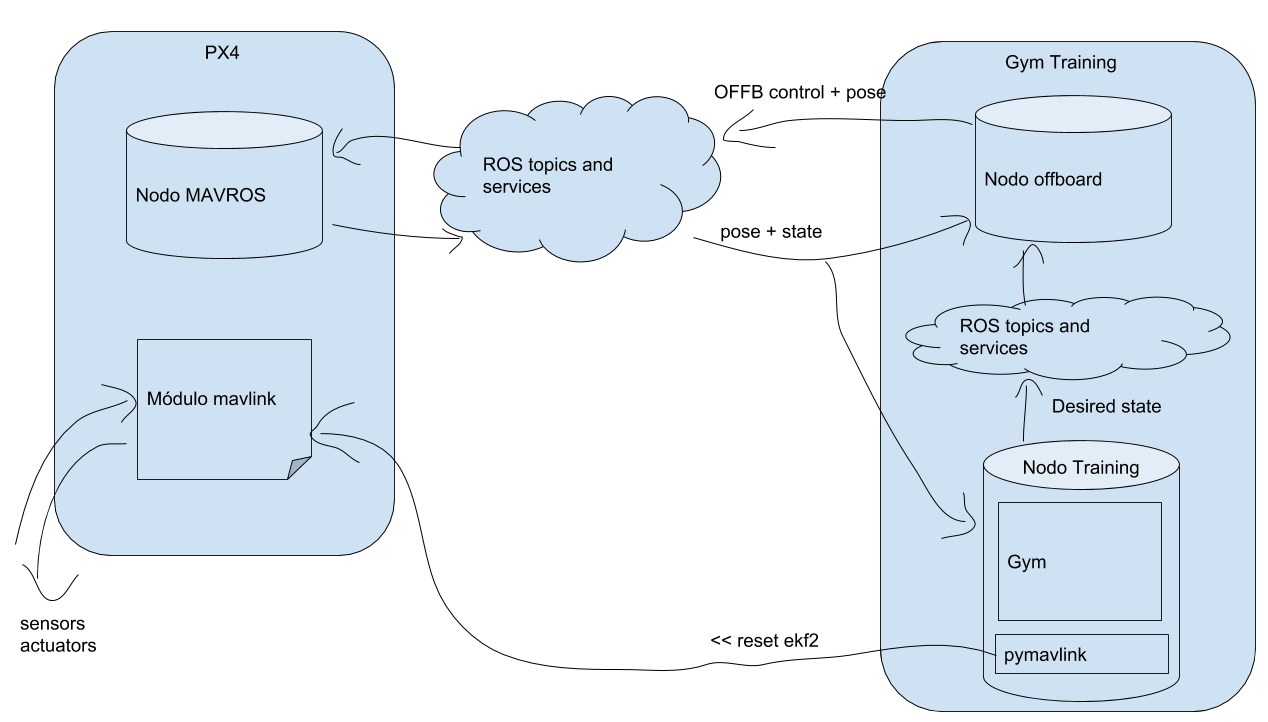 PX4
Gym Training
OFFB control + pose
ROS topics and
services
Nodo MAVROS
Nodo offboard
pose + state
ROS topics and
services
Módulo mavlink
Desired state
Nodo Training
Gym
sensors
actuators
<< reset ekf2
pymavlink